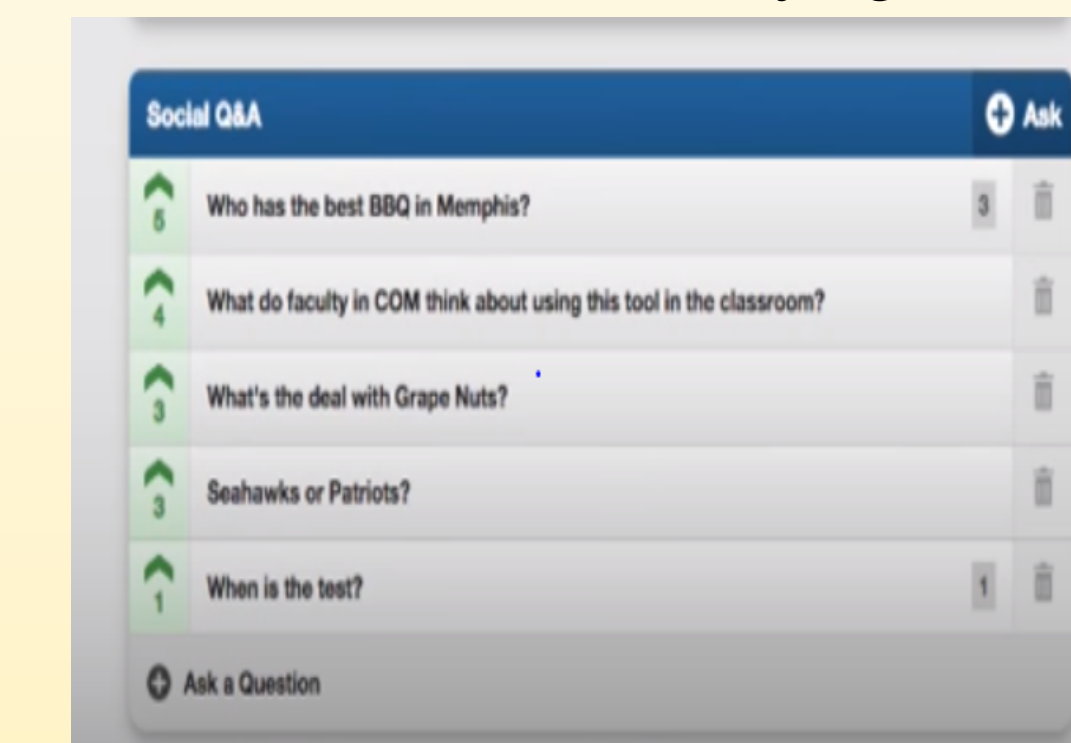 Social Q&A
Ask
5 Who has the best BBQ in Memphis? 3
4 What do faculty in COM think about using this tool in the classroom?
3 What's the deal with Grape Nuts?
3 Seahawks or Patriots?
1 When is the test? 1
Ask a Question